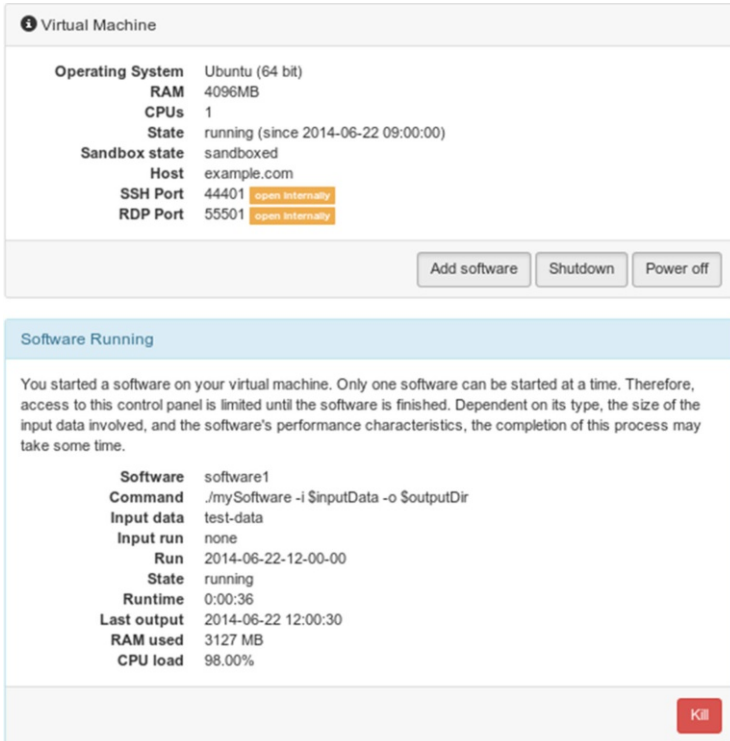 Virtual Machine
Operating System Ubuntu (64 bit)
RAM 4096MB
CPUs 1
State running (since 2014-06-22 09:00:00)
Sandbox state sandboxed
Host example.com
SSH Port 44401 open internally
RDP Port 55501 open internally
Add software Shutdown Power off
Software Running
You started a software on your virtual machine. Only one software can be started at a time. Therefore,
access to this control panel is limited until the software is finished. Dependent on its type, the size of the
input data involved, and the software's performance characteristics, the completion of this process may
take some time.
Software software1
Command ./mySoftware -i $inputData -o $outputDir
Input data test-data
Input run none
Run 2014-06-22-12-00-00
State running
Runtime 0:00:36
Last output 2014-06-22 12:00:30
RAM used 3127 MB
CPU load 98.00%
Kill